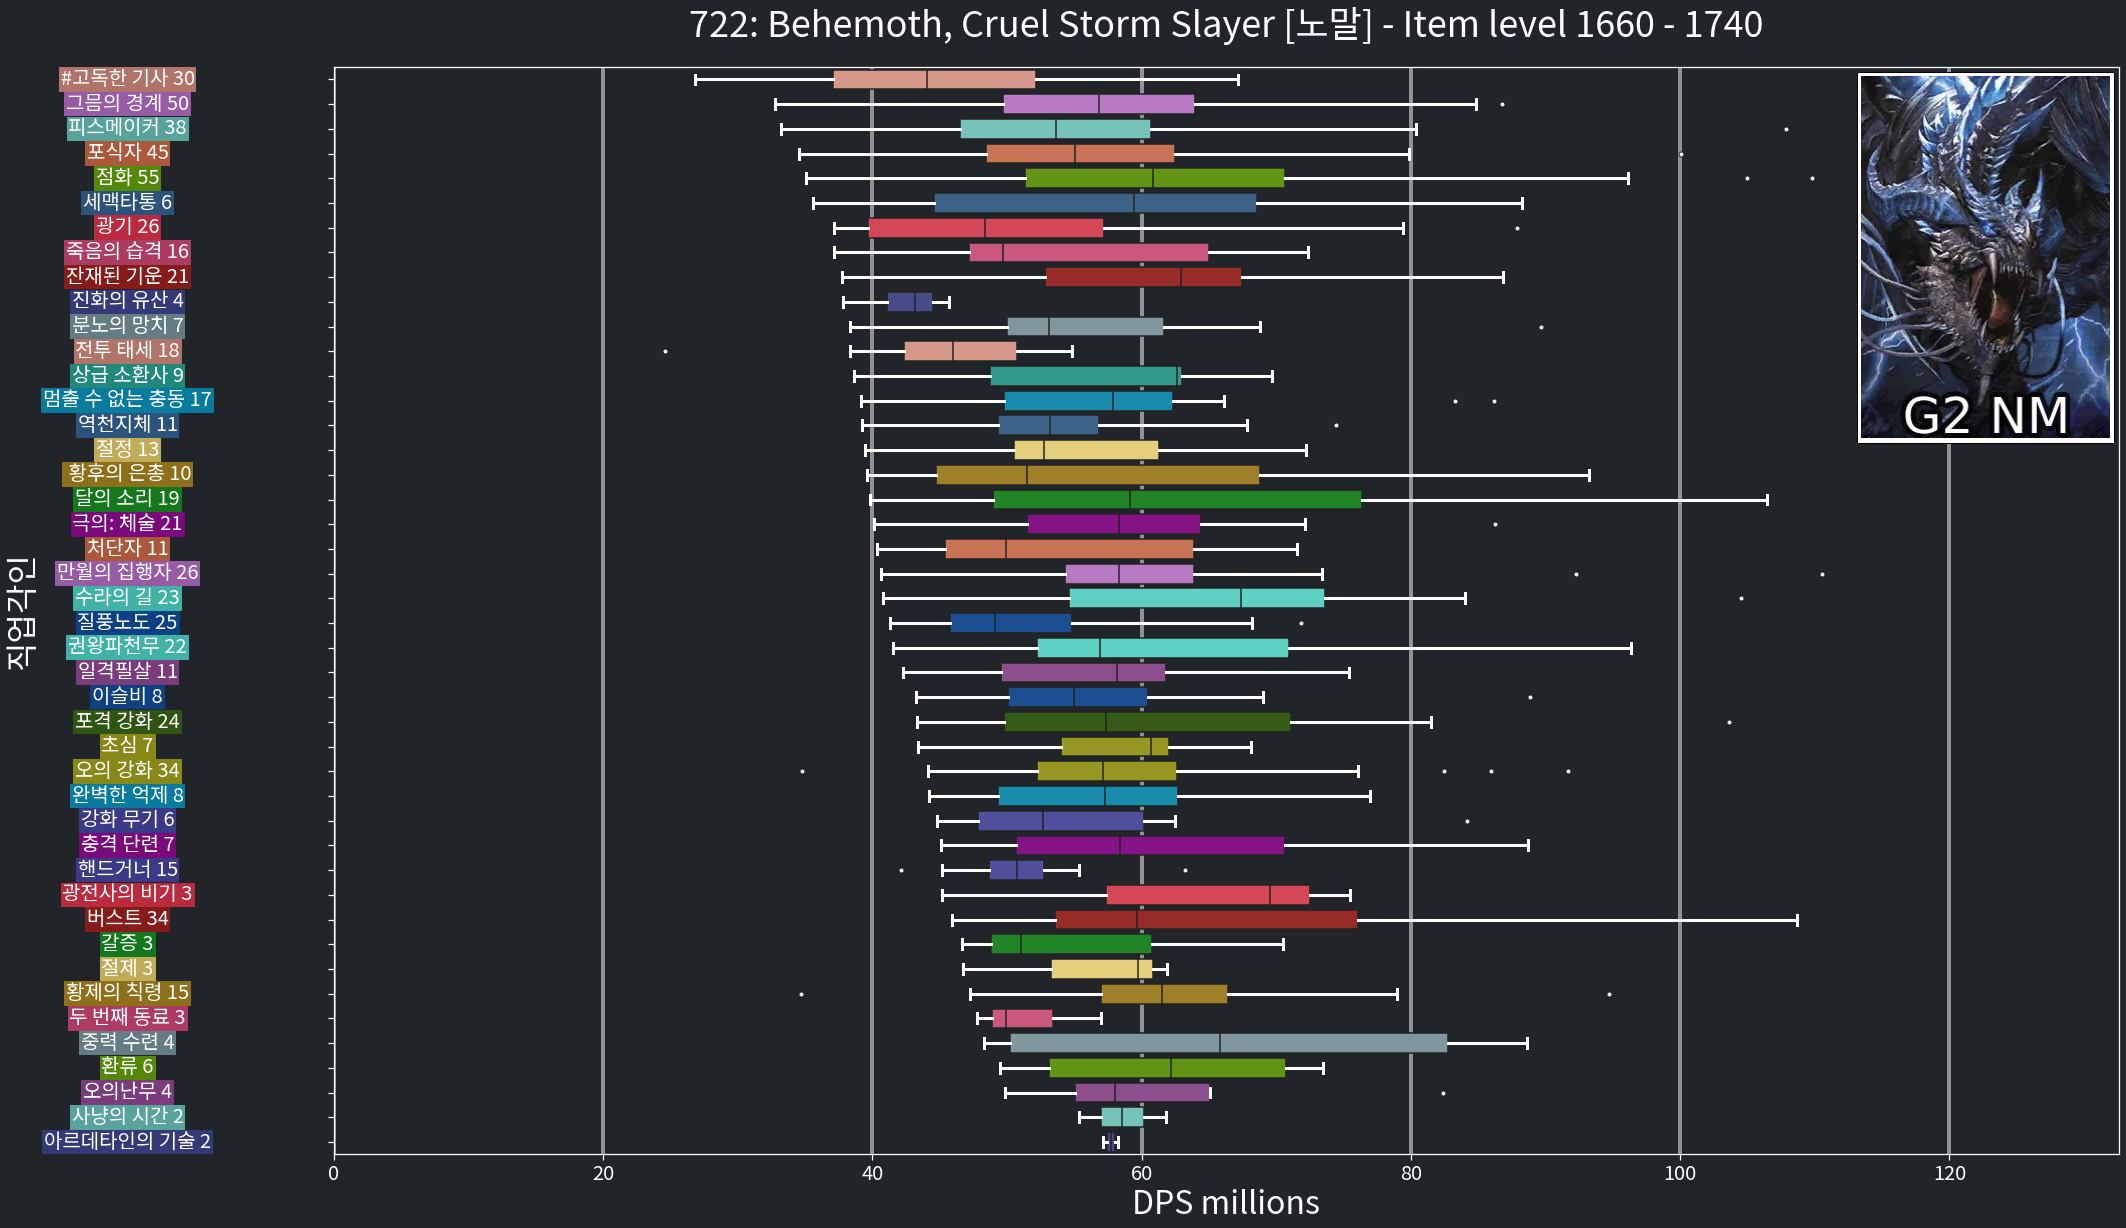 722: Behemoth, Cruel Storm Slayer [노말] - Item level 1660 - 1740
직업각인
#고독한 기사 30
그믐의 경계 50
피스메이커 38
포식자 45
점화 55
세맥타통 6
광기 26
죽음의 습격 16
잔재된 기운 21
진화의 유산 4
분노의 망치 7
전투 태세 18
상급 소환사 9
멈출 수 없는 충동 17
역천지체 11
절정 13
황후의 은총 10
달의 소리 19
극의: 체술 21
처단자 11
만월의 집행자 26
수라의 길 23
질풍노도 25
권왕파천무 22
일격필살 11
이슬비 8
포격 강화 24
초심 7
오의 강화 34
완벽한 억제 8
강화 무기 6
충격 단련 7
핸드거너 15
광전사의 비기 3
버스트 34
갈증 3
절제 3
황제의 칙령 15
두 번째 동료 3
중력 수련 4
환류 6
오의난무 4
사냥의 시간 2
아르데타인의 기술 2
G2 NM
0 20 40 60 80 100 120
DPS millions